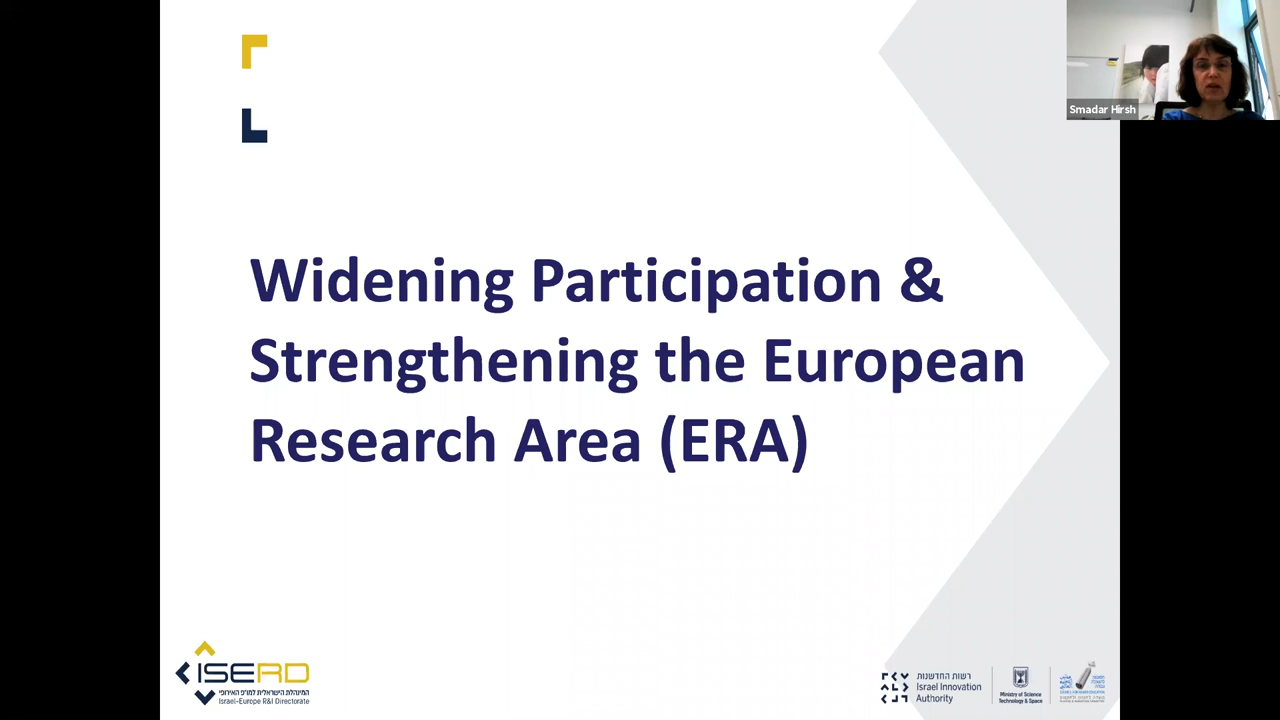 Smadar Hirsh
Widening Participation &
Strengthening the European
Research Area (ERA)
ISERD
המינהלת הישראלית למו"פ האירופי
Israel-Europe R&I Directorate
רשות החדשנות
Israel Innovation
Authority
Ministry of Science
Technology & Space